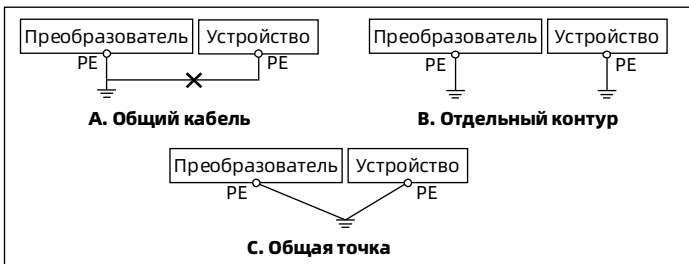 Преобразователь Устройство
PE PE
A. Общий кабель
Преобразователь Устройство
PE PE
B. Отдельный контур
Преобразователь Устройство
PE PE
C. Общая точка